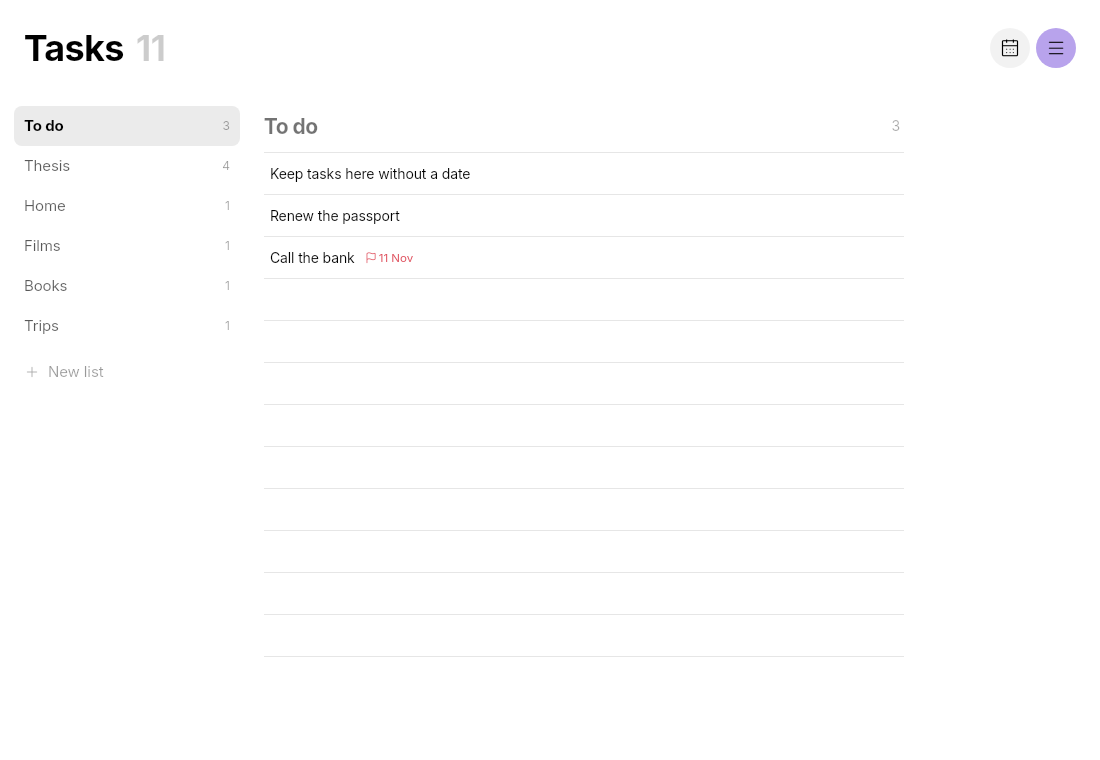 Tasks 11
To do 3
Thesis 4
Home 1
Films 1
Books 1
Trips 1
New list
To do 3
Keep tasks here without a date
Renew the passport
Call the bank 11 Nov